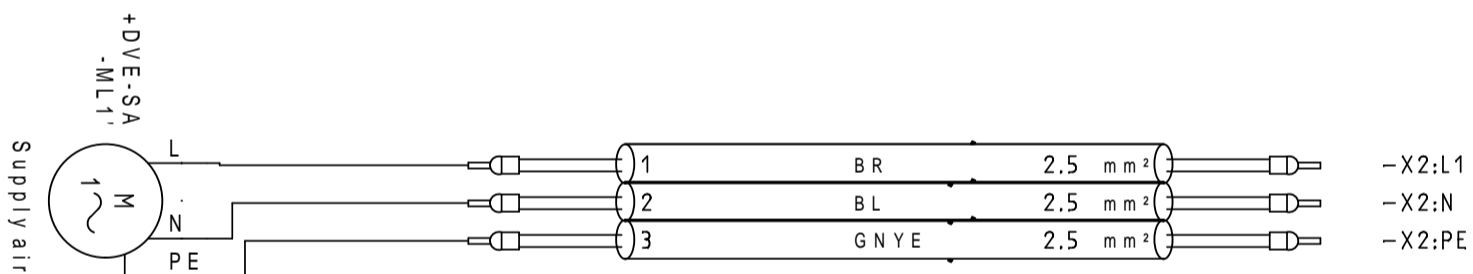 +DVE-SA
-ML1'
Supply air
M
1~
L
N
PE
1 BR 2.5 mm² -X2:L1
2 BL 2.5 mm² -X2:N
3 GNYE 2.5 mm² -X2:PE